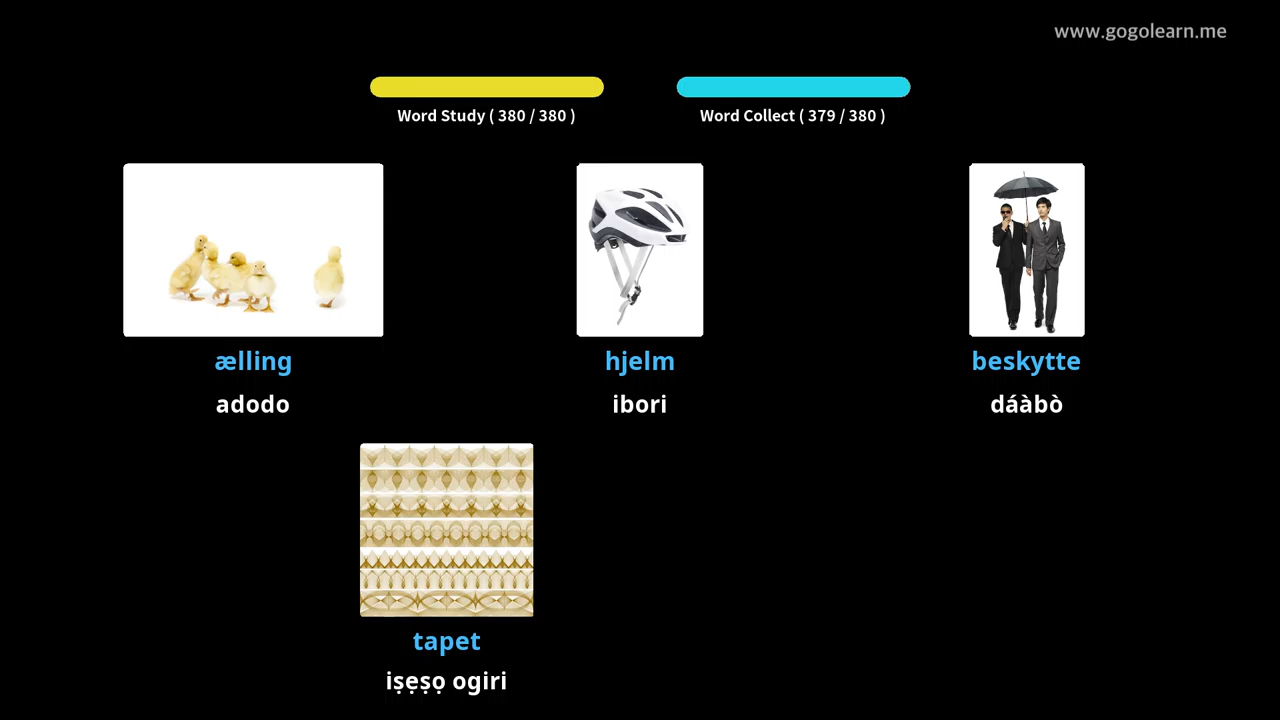 www.gogolearn.me
Word Study ( 380 / 380 )
Word Collect ( 379 / 380 )
ælling
hjelm
beskytte
adodo
ibori
dáàbò
tapet
iṣẹṣọ ogiri